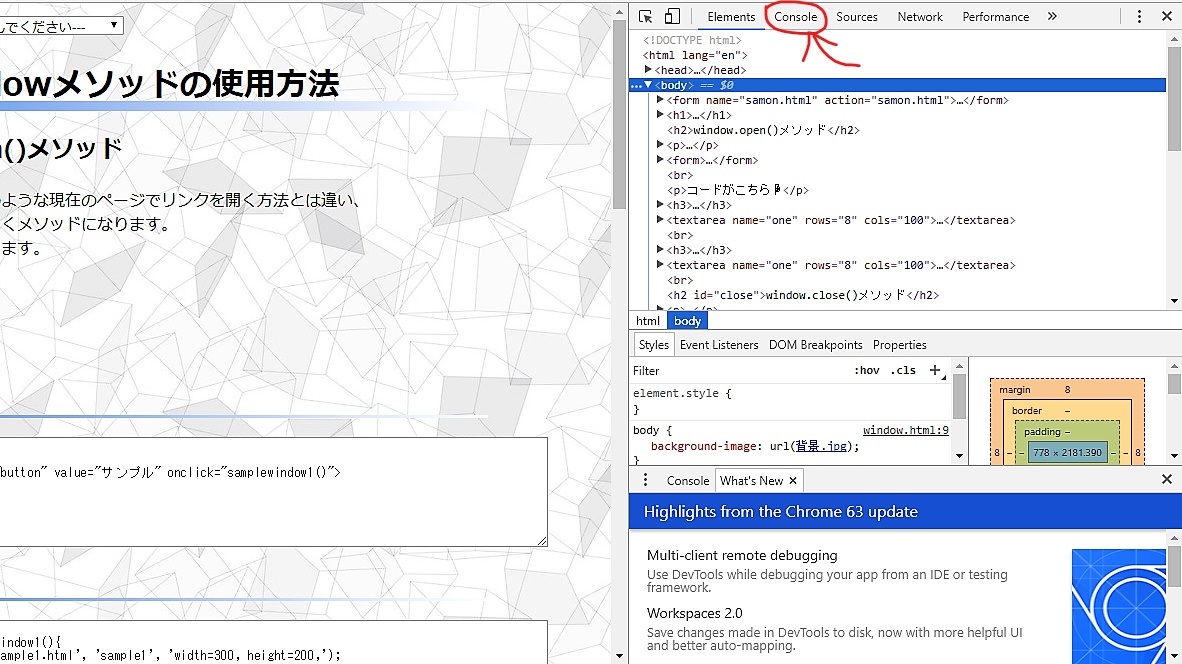 んでください---
owメソッドの使用方法
()メソッド
ような現在のページでリンクを開く方法とは違い、
くメソッドになります。
ます。
button" value="サンプル" onclick="samplewindow1()">
indow1(){
ample1.html', 'sample1', 'width=300, height=200,');
Elements Console Sources Network Performance »
<!DOCTYPE html>
<html lang="en">
<head>…</head>
<body> == $0
<form name="samon.html" action="samon.html">…</form>
<h1>…</h1>
<h2>window.open()メソッド</h2>
<p>…</p>
<form>…</form>
<br>
<p>コードがこちら</p>
<h3>…</h3>
<textarea name="one" rows="8" cols="100">…</textarea>
<br>
<h3>…</h3>
<textarea name="one" rows="8" cols="100">…</textarea>
<br>
<h2 id="close">window.close()メソッド</h2>
html body
Styles Event Listeners DOM Breakpoints Properties
Filter :hov .cls +
element.style {
}
body { window.html:9
background-image: url(背景.jpg);
}
margin 8
border –
padding –
8 – – 778 × 2181.390 – – 8
Console What's New ×
Highlights from the Chrome 63 update
Multi-client remote debugging
Use DevTools while debugging your app from an IDE or testing
framework.
Workspaces 2.0
Save changes made in DevTools to disk, now with more helpful UI
and better auto-mapping.